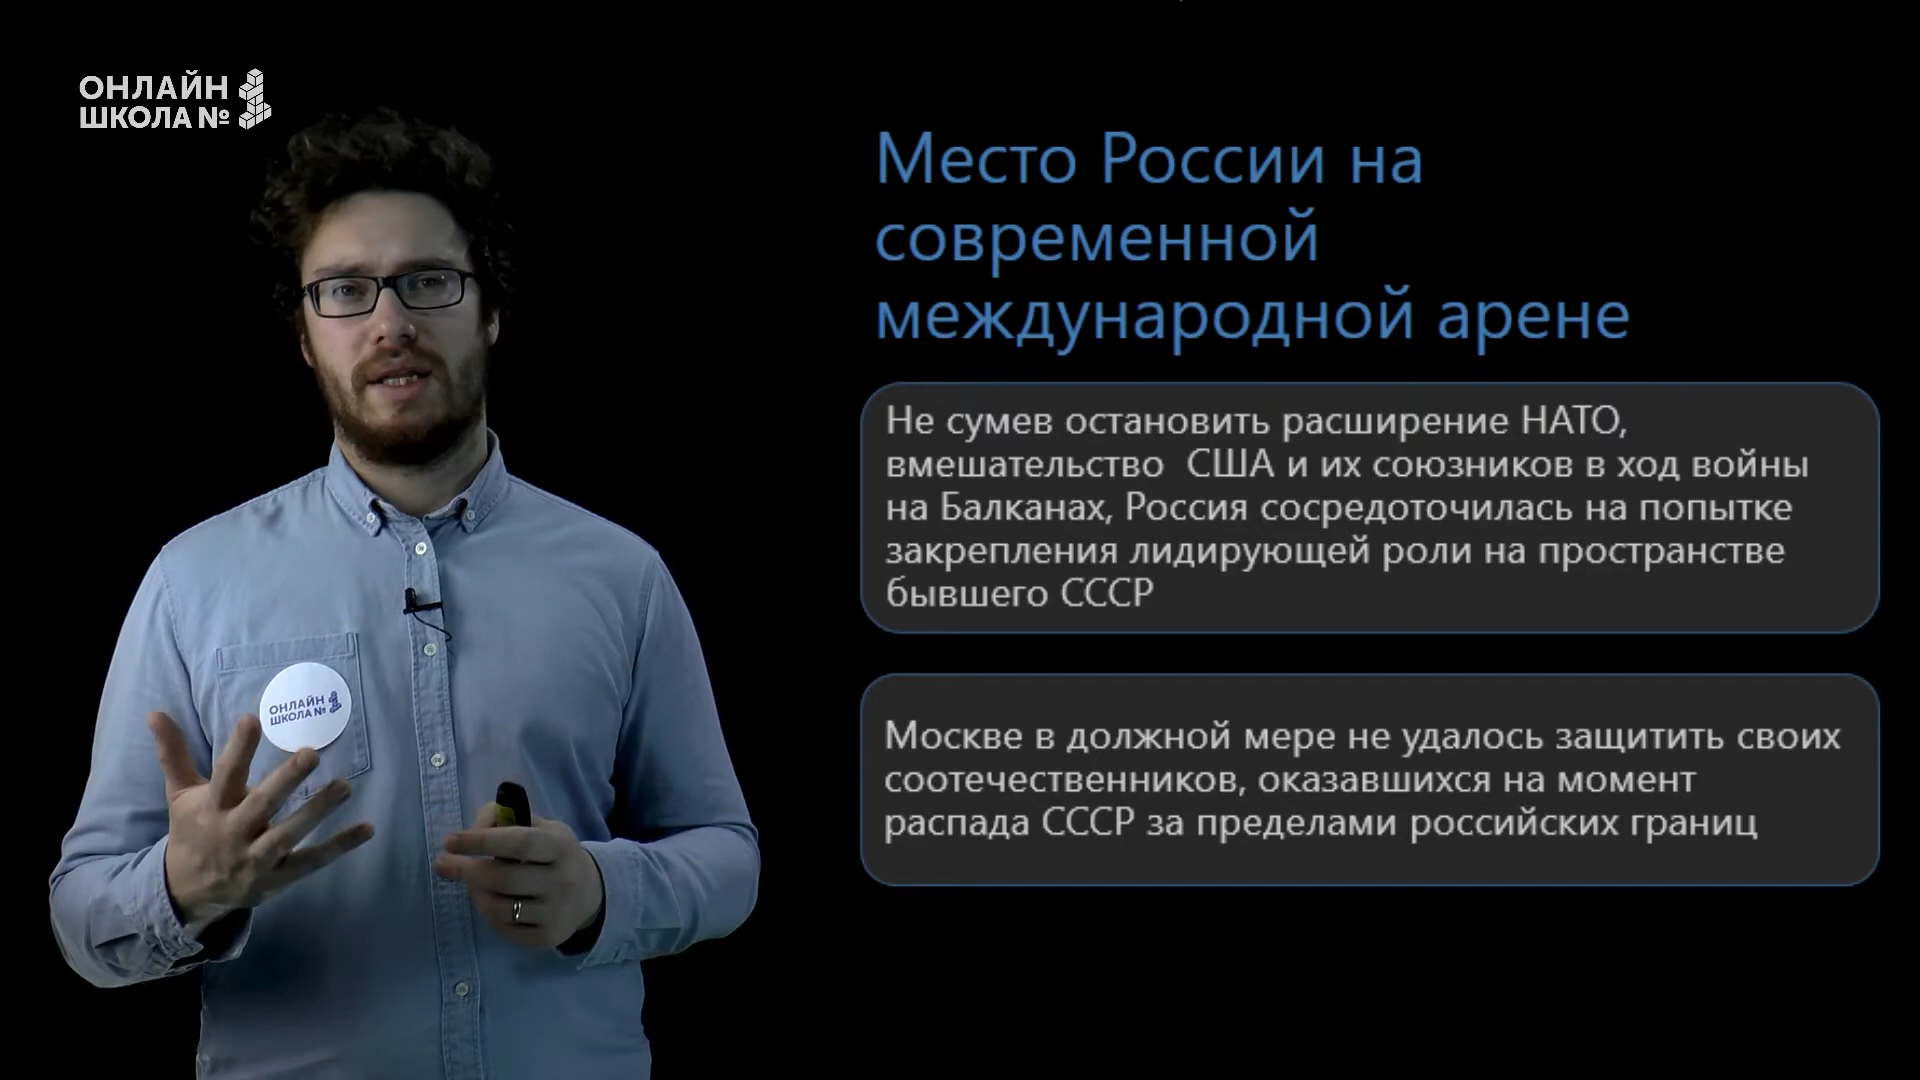 ОНЛАЙН
ШКОЛА №
Место России на
современной
международной арене
Не сумев остановить расширение НАТО,
вмешательство США и их союзников в ход войны
на Балканах, Россия сосредоточилась на попытке
закрепления лидирующей роли на пространстве
бывшего СССР
Москве в должной мере не удалось защитить своих
соотечественников, оказавшихся на момент
распада СССР за пределами российских границ
ОНЛАЙН
ШКОЛА №